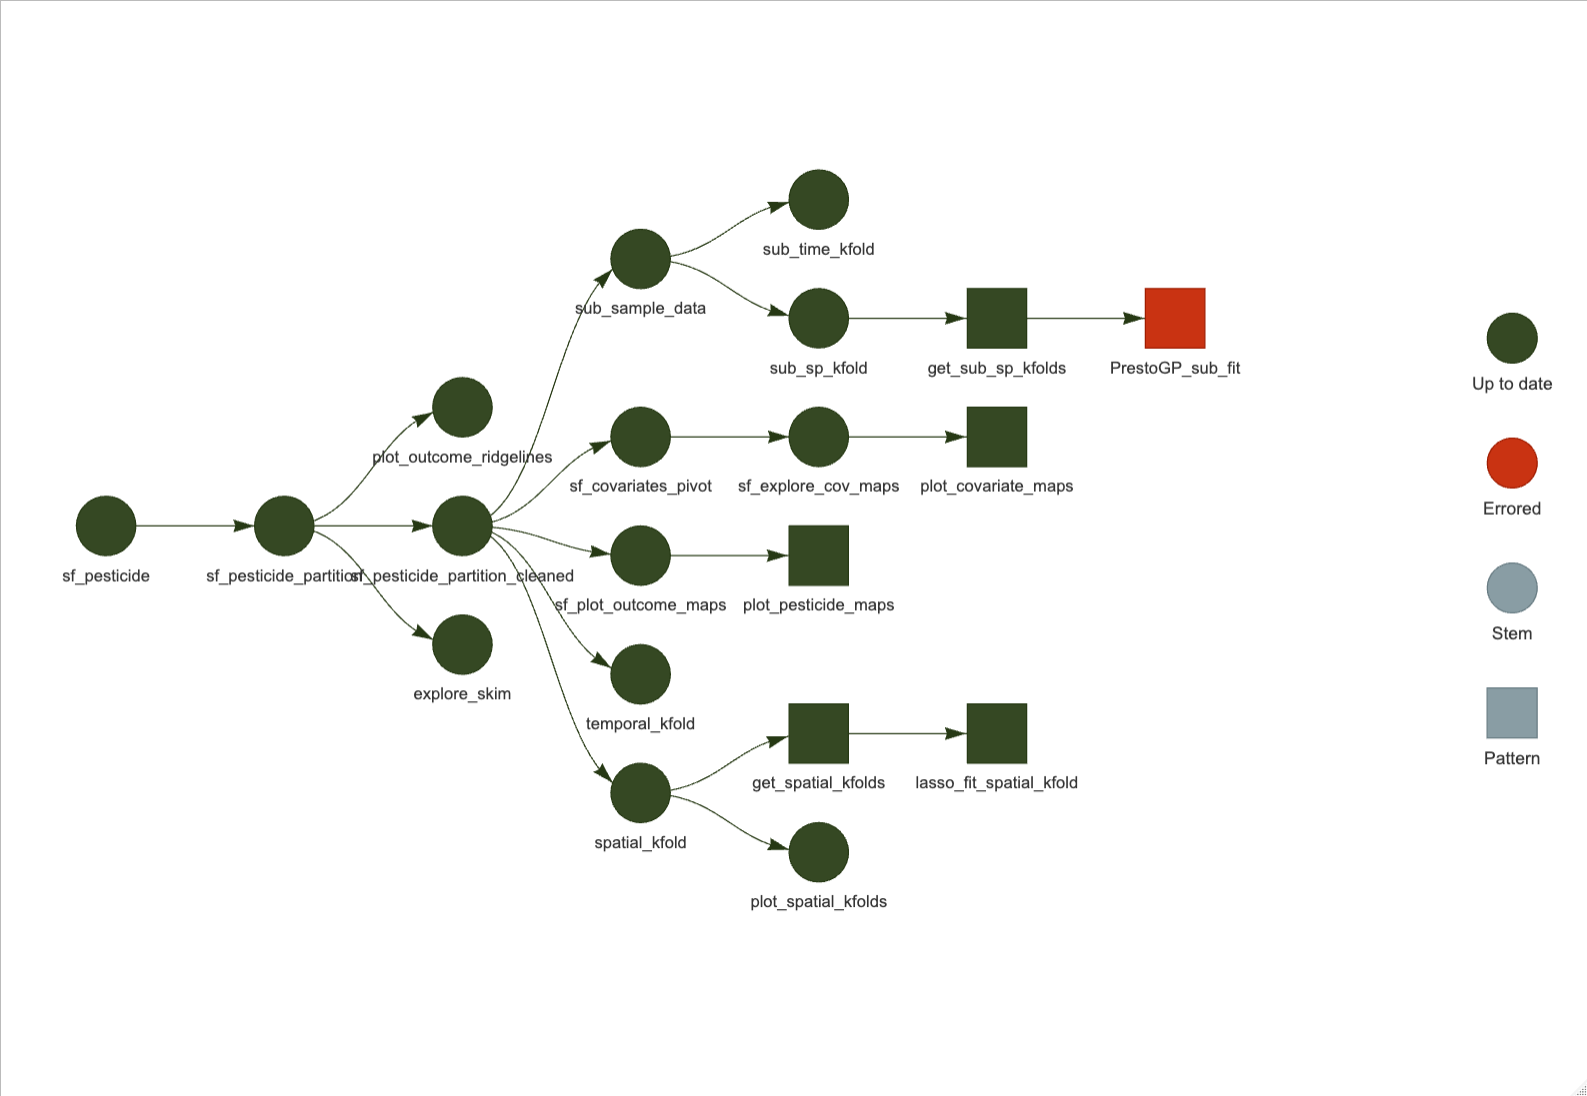 sub_time_kfold
sub_sample_data
sub_sp_kfold
get_sub_sp_kfolds
PrestoGP_sub_fit
Up to date
plot_outcome_ridgelines
sf_covariates_pivot
sf_explore_cov_maps
plot_covariate_maps
Errored
sf_pesticide
sf_pesticide_partition
sf_pesticide_partition_cleaned
sf_plot_outcome_maps
plot_pesticide_maps
Stem
explore_skim
temporal_kfold
Pattern
get_spatial_kfolds
lasso_fit_spatial_kfold
spatial_kfold
plot_spatial_kfolds